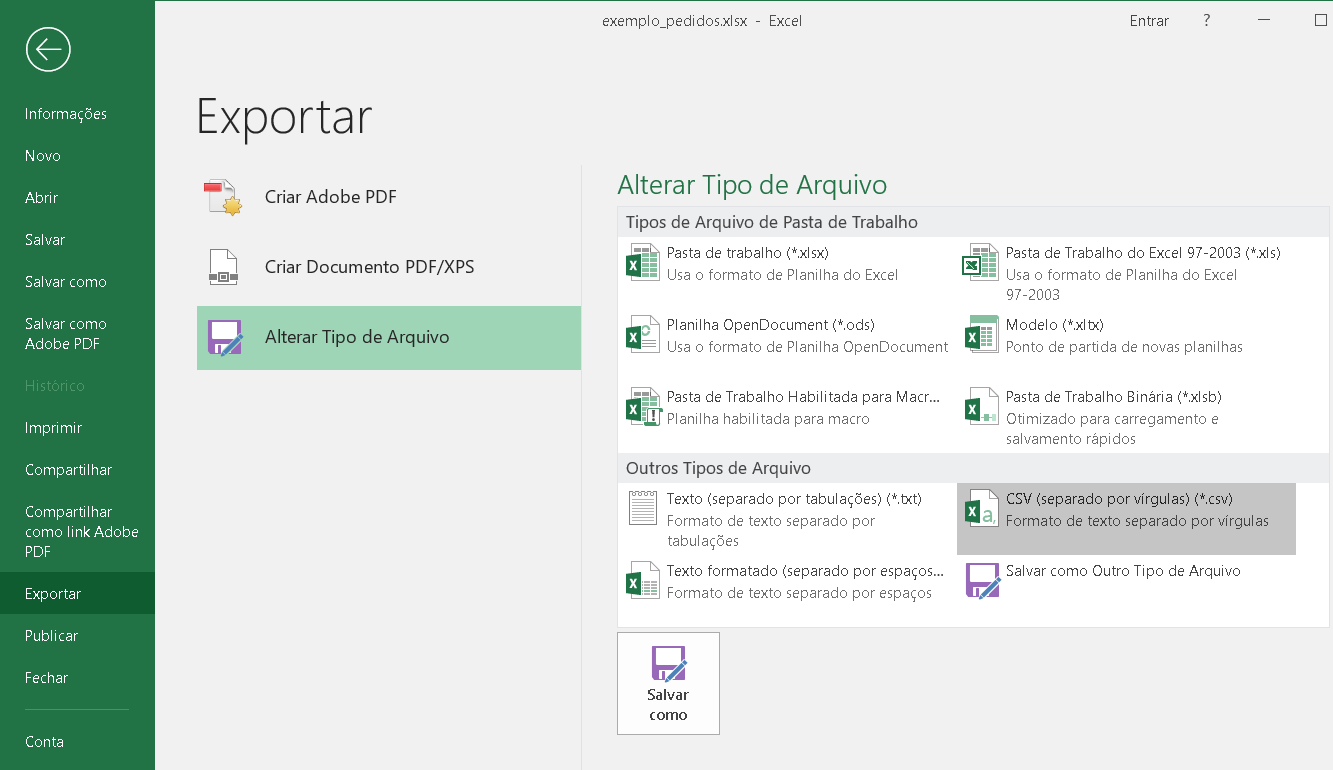 exemplo_pedidos.xlsx - Excel
Entrar
?
Informações
Novo
Abrir
Salvar
Salvar como
Salvar como
Adobe PDF
Histórico
Imprimir
Compartilhar
Compartilhar
como link Adobe
PDF
Exportar
Publicar
Fechar
Conta
Exportar
Criar Adobe PDF
Criar Documento PDF/XPS
Alterar Tipo de Arquivo
Alterar Tipo de Arquivo
Tipos de Arquivo de Pasta de Trabalho
Pasta de trabalho (*.xlsx)
Usa o formato de Planilha do Excel
Pasta de Trabalho do Excel 97-2003 (*.xls)
Usa o formato de Planilha do Excel
97-2003
Planilha OpenDocument (*.ods)
Usa o formato de Planilha OpenDocument
Modelo (*.xltx)
Ponto de partida de novas planilhas
Pasta de Trabalho Habilitada para Macr...
Planilha habilitada para macro
Pasta de Trabalho Binária (*.xlsb)
Otimizado para carregamento e
salvamento rápidos
Outros Tipos de Arquivo
Texto (separado por tabulações) (*.txt)
Formato de texto separado por
tabulações
CSV (separado por vírgulas) (*.csv)
Formato de texto separado por vírgulas
Texto formatado (separado por espaços...
Formato de texto separado por espaços
Salvar como Outro Tipo de Arquivo
Salvar
como